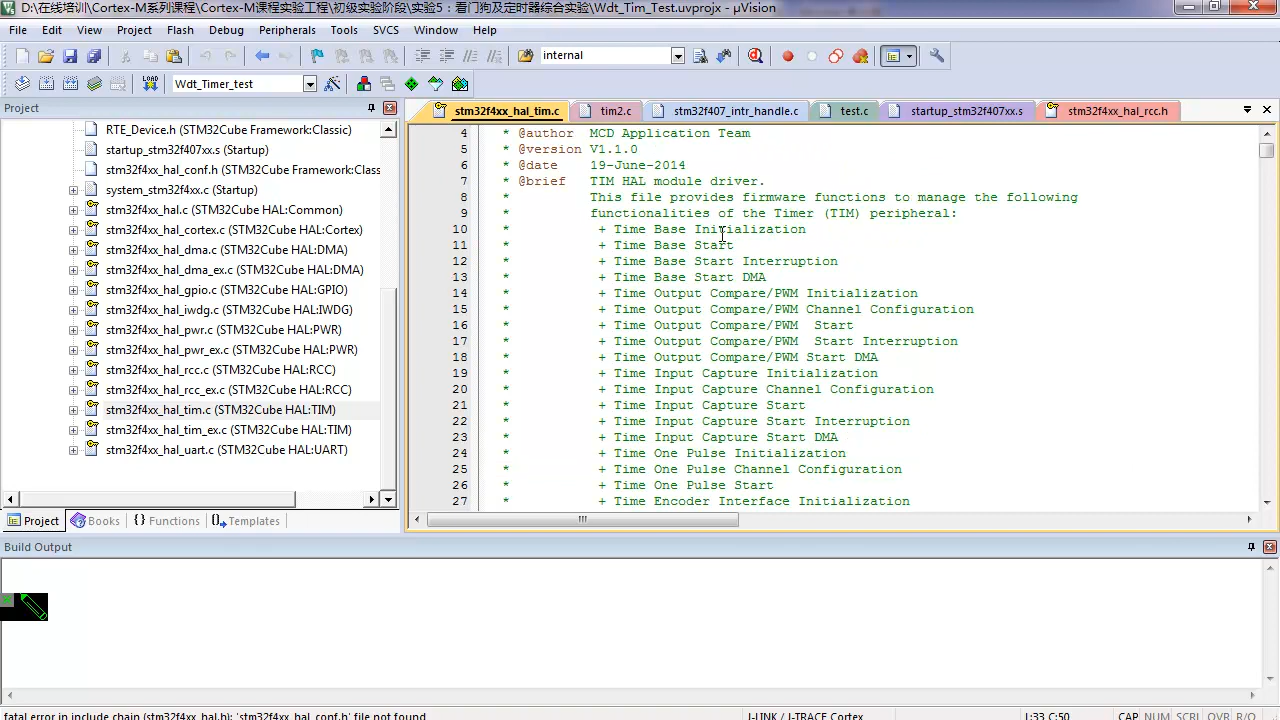 D:\在线培训\Cortex-M系列课程\Cortex-M课程实验工程\初级实验阶段\实验5：看门狗及定时器综合实验\Wdt_Tim_Test.uvprojx - µVision
File Edit View Project Flash Debug Peripherals Tools SVCS Window Help
internal
LOAD Wdt_Timer_test
Project
RTE_Device.h (STM32Cube Framework:Classic)
startup_stm32f407xx.s (Startup)
stm32f4xx_hal_conf.h (STM32Cube Framework:Class
system_stm32f4xx.c (Startup)
stm32f4xx_hal.c (STM32Cube HAL:Common)
stm32f4xx_hal_cortex.c (STM32Cube HAL:Cortex)
stm32f4xx_hal_dma.c (STM32Cube HAL:DMA)
stm32f4xx_hal_dma_ex.c (STM32Cube HAL:DMA)
stm32f4xx_hal_gpio.c (STM32Cube HAL:GPIO)
stm32f4xx_hal_iwdg.c (STM32Cube HAL:IWDG)
stm32f4xx_hal_pwr.c (STM32Cube HAL:PWR)
stm32f4xx_hal_pwr_ex.c (STM32Cube HAL:PWR)
stm32f4xx_hal_rcc.c (STM32Cube HAL:RCC)
stm32f4xx_hal_rcc_ex.c (STM32Cube HAL:RCC)
stm32f4xx_hal_tim.c (STM32Cube HAL:TIM)
stm32f4xx_hal_tim_ex.c (STM32Cube HAL:TIM)
stm32f4xx_hal_uart.c (STM32Cube HAL:UART)
Project Books Functions Templates
stm32f4xx_hal_tim.c tim2.c stm32f407_intr_handle.c test.c startup_stm32f407xx.s stm32f4xx_hal_rcc.h
4 * @author MCD Application Team
5 * @version V1.1.0
6 * @date 19-June-2014
7 * @brief TIM HAL module driver.
8 * This file provides firmware functions to manage the following
9 * functionalities of the Timer (TIM) peripheral:
10 * + Time Base Initialization
11 * + Time Base Start
12 * + Time Base Start Interruption
13 * + Time Base Start DMA
14 * + Time Output Compare/PWM Initialization
15 * + Time Output Compare/PWM Channel Configuration
16 * + Time Output Compare/PWM  Start
17 * + Time Output Compare/PWM  Start Interruption
18 * + Time Output Compare/PWM Start DMA
19 * + Time Input Capture Initialization
20 * + Time Input Capture Channel Configuration
21 * + Time Input Capture Start
22 * + Time Input Capture Start Interruption
23 * + Time Input Capture Start DMA
24 * + Time One Pulse Initialization
25 * + Time One Pulse Channel Configuration
26 * + Time One Pulse Start
27 * + Time Encoder Interface Initialization
Build Output
fatal error in include chain (stm32f4xx_hal.h): 'stm32f4xx_hal_conf.h' file not found J-LINK / J-TRACE Cortex L:33 C:50 CAP NUM SCRL OVR R/O